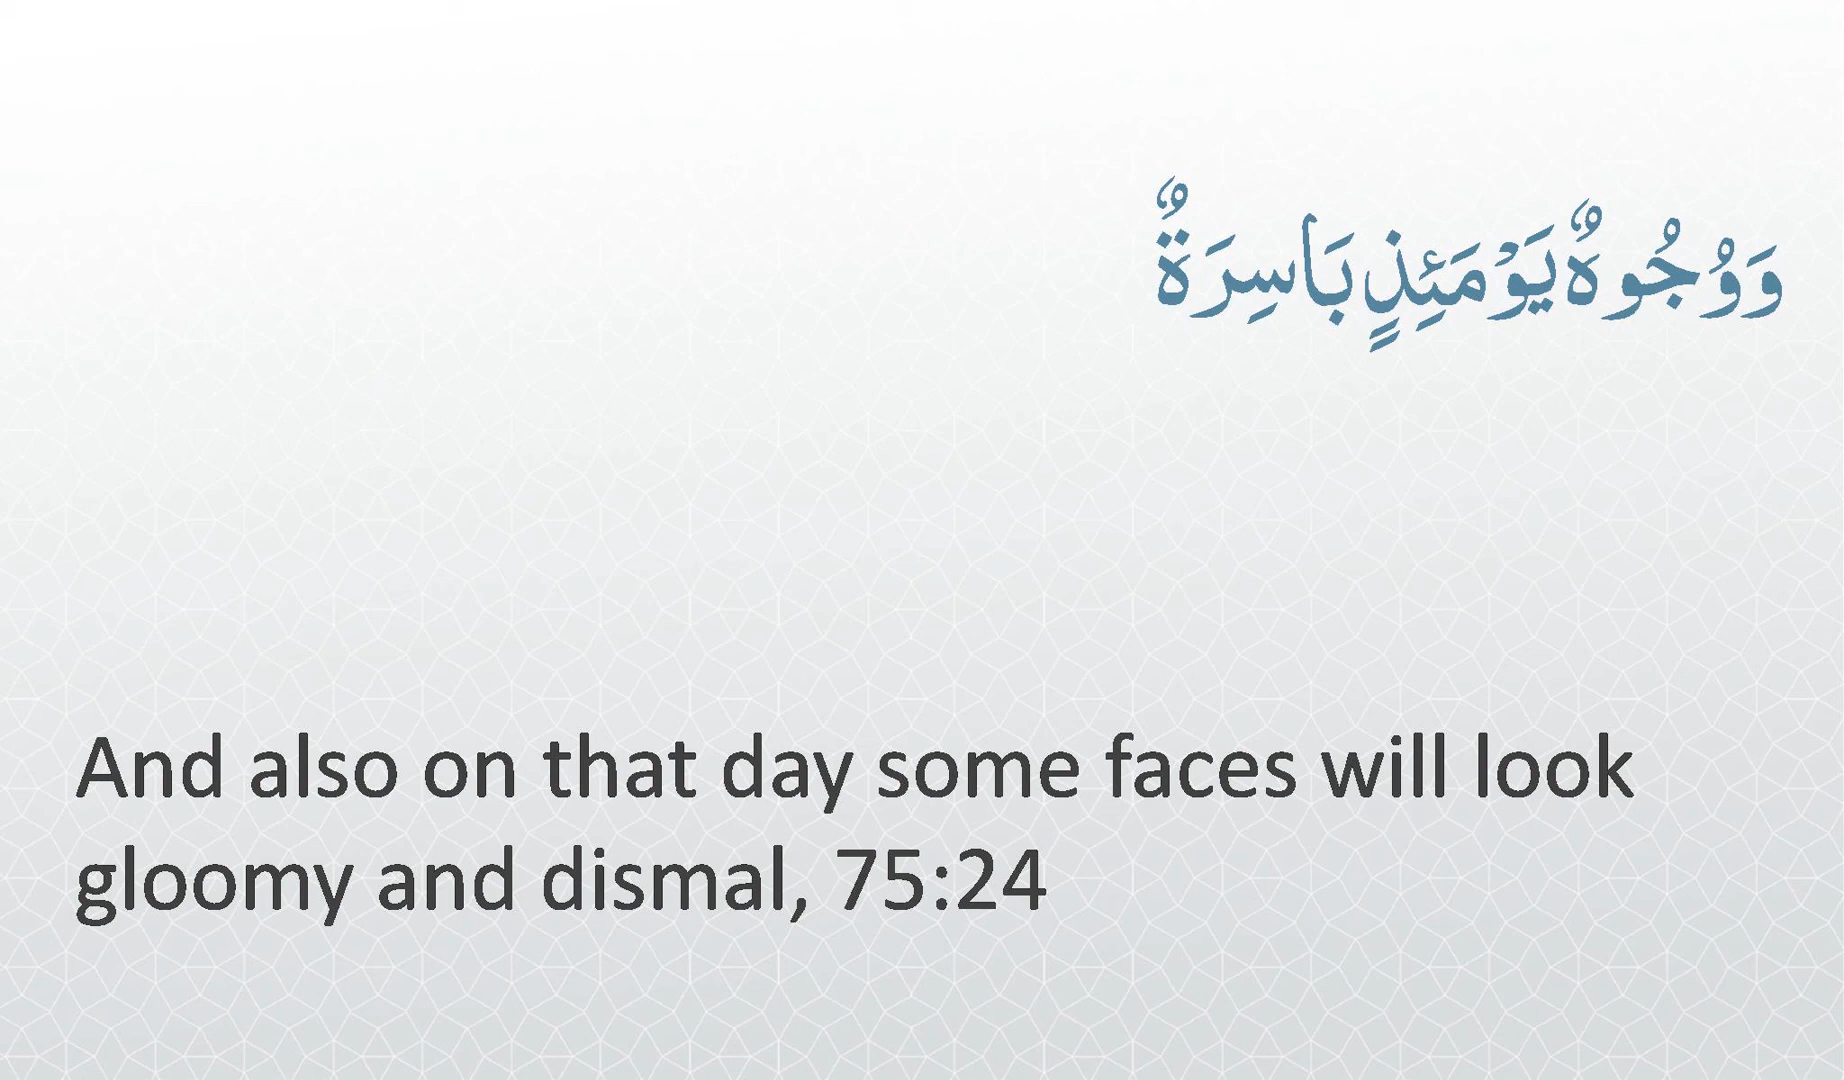 وَوُجُوهٌ يَوْمَئِذٍ بَاسِرَةٌ
And also on that day some faces will look
gloomy and dismal, 75:24